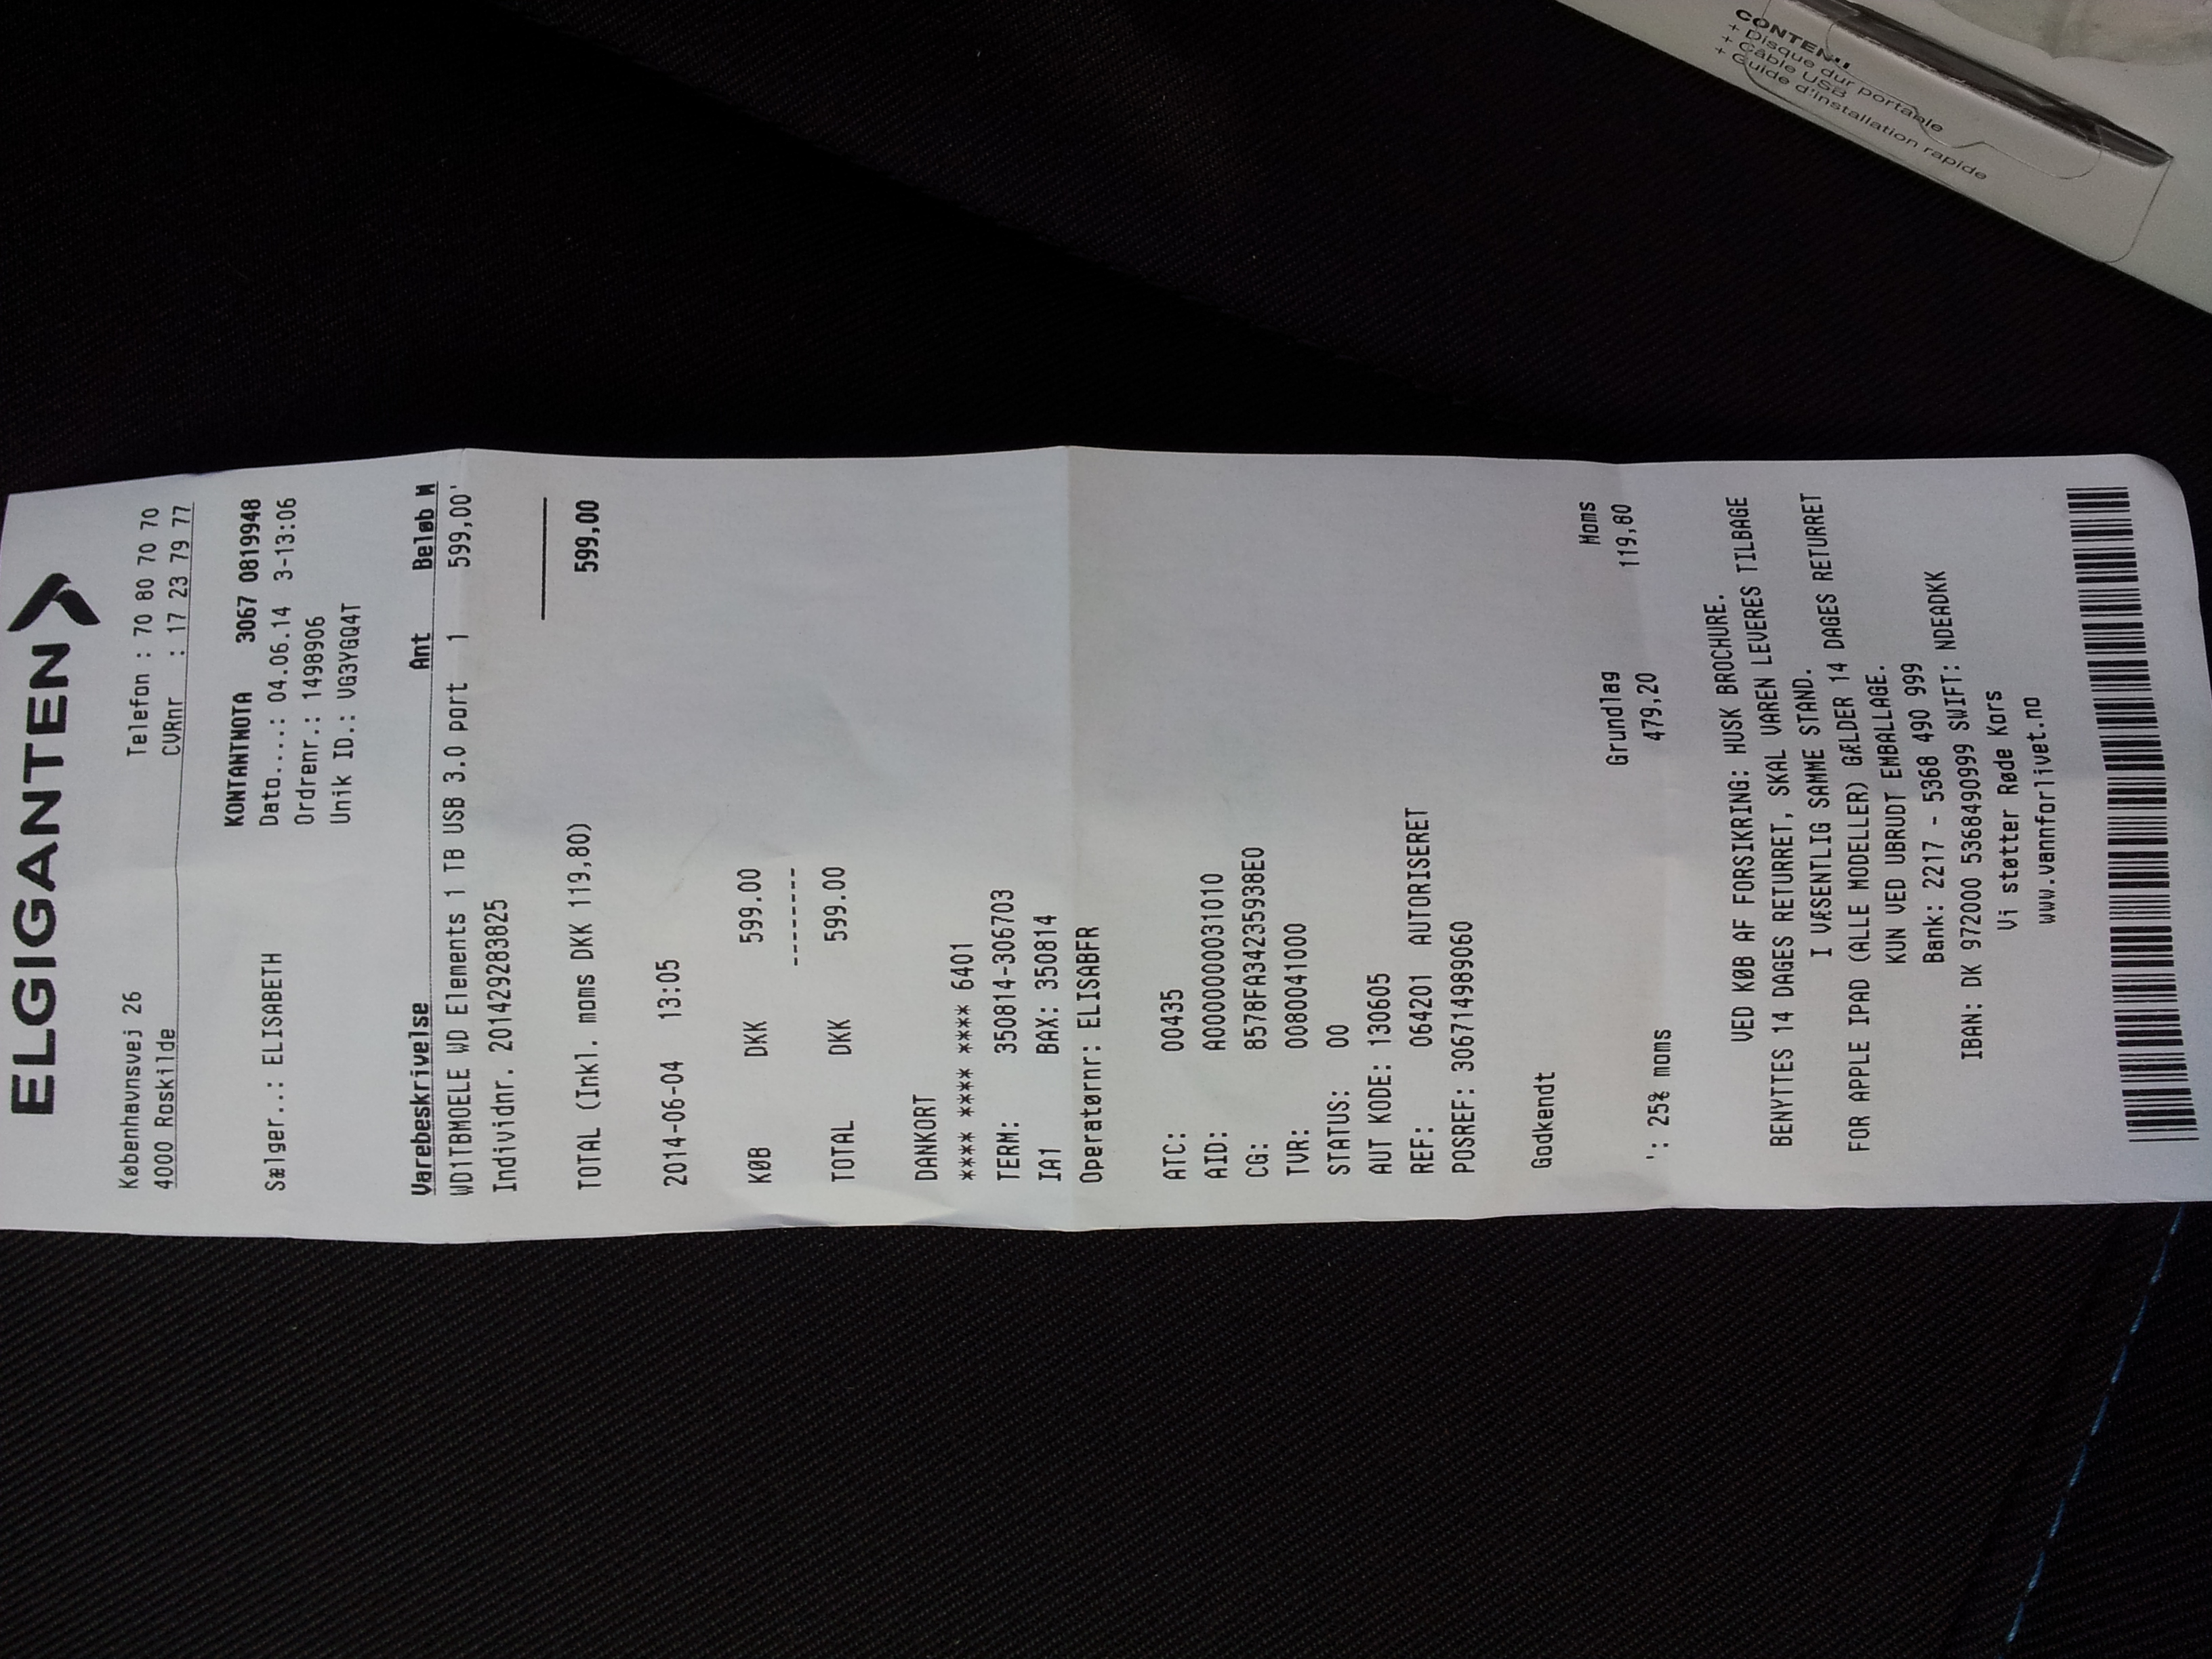 ELGIGANTEN
Københavnsvej 26 Telefon : 70 80 70 70
4000 Roskilde CVRnr : 17 23 79 77
KONTANTNOTA 3067 0819948
Sælger..: ELISABETH Dato....: 04.06.14 3-13:06
Ordrenr.: 1498906
Unik ID.: VG3YGQ4T
Varebeskrivelse Ant Beløb M
WD1TBMOELE WD Elements 1 TB USB 3.0 port 1 599,00'
Individnr. 201429283825
TOTAL (Inkl. moms DKK 119,80) 599,00
2014-06-04 13:05
KØB DKK 599.00
--------
TOTAL DKK 599.00
DANKORT
**** **** **** 6401
TERM: 350814-306703
IA1 BAX: 350814
Operatørnr: ELISABFR
ATC: 00435
AID: A0000000031010
CG: 8578FA34235938E0
TVR: 0080041000
STATUS: 00
AUT KODE: 130605
REF: 064201 AUTORISERET
POSREF: 306714989060
Godkendt
Grundlag Moms
': 25% moms 479,20 119,80
VED KØB AF FORSIKRING: HUSK BROCHURE.
BENYTTES 14 DAGES RETURRET, SKAL VAREN LEVERES TILBAGE
I VÆSENTLIG SAMME STAND.
FOR APPLE IPAD (ALLE MODELLER) GÆLDER 14 DAGES RETURRET
KUN VED UBRUDT EMBALLAGE.
Bank: 2217 - 5368 490 999
IBAN: DK 972000 5368490999 SWIFT: NDEADKK
Vi støtter Røde Kors
www.vannforlivet.no
CONTENU
+ Disque dur portable
+ Câble USB
+ Guide d'installation rapide